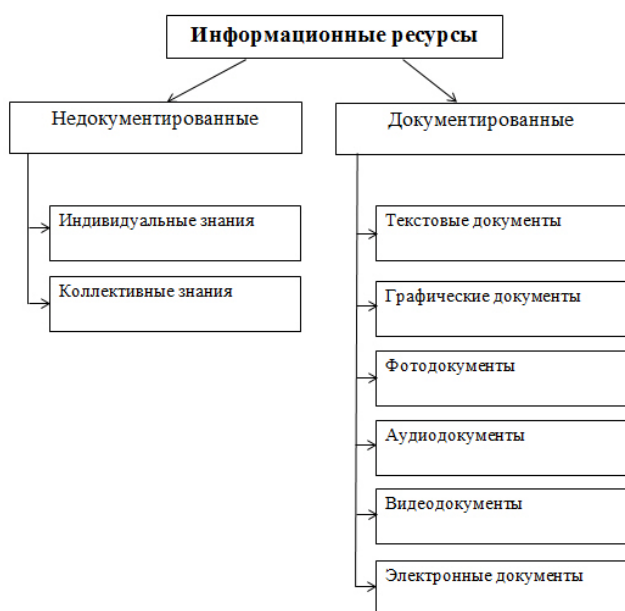 Информационные ресурсы
Недокументированные
Индивидуальные знания
Коллективные знания
Документированные
Текстовые документы
Графические документы
Фотодокументы
Аудиодокументы
Видеодокументы
Электронные документы